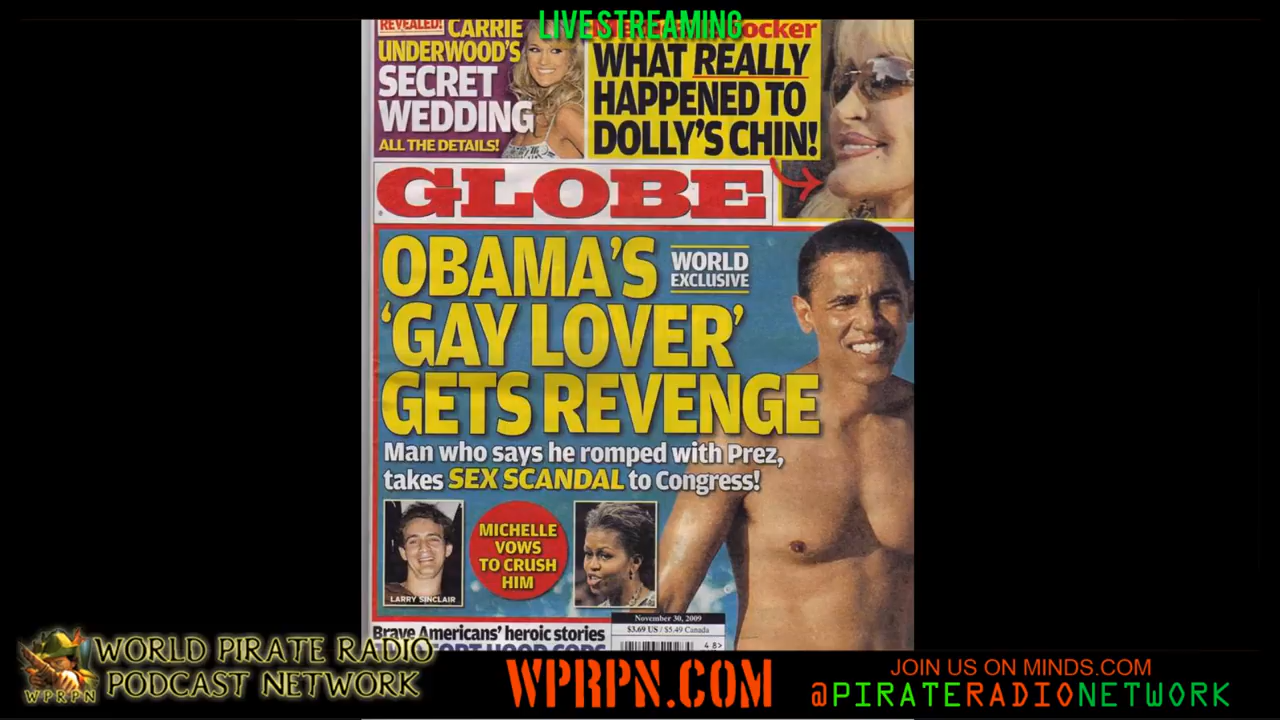 LIVE STREAMING
REVEALED! CARRIE
UNDERWOOD'S
SECRET
WEDDING
ALL THE DETAILS!
WHAT REALLY
HAPPENED TO
DOLLY'S CHIN!
GLOBE
OBAMA'S
WORLD
EXCLUSIVE
'GAY LOVER'
GETS REVENGE
Man who says he romped with Prez,
takes SEX SCANDAL to Congress!
MICHELLE
VOWS
TO CRUSH
HIM
LARRY SINCLAIR
November 30, 2009
$3.69 US / $5.49 Canada
48>
Brave Americans' heroic stories
WORLD PIRATE RADIO
PODCAST NETWORK
WPRPN
WPRPN.COM
JOIN US ON MINDS.COM
@PIRATERADIONETWORK